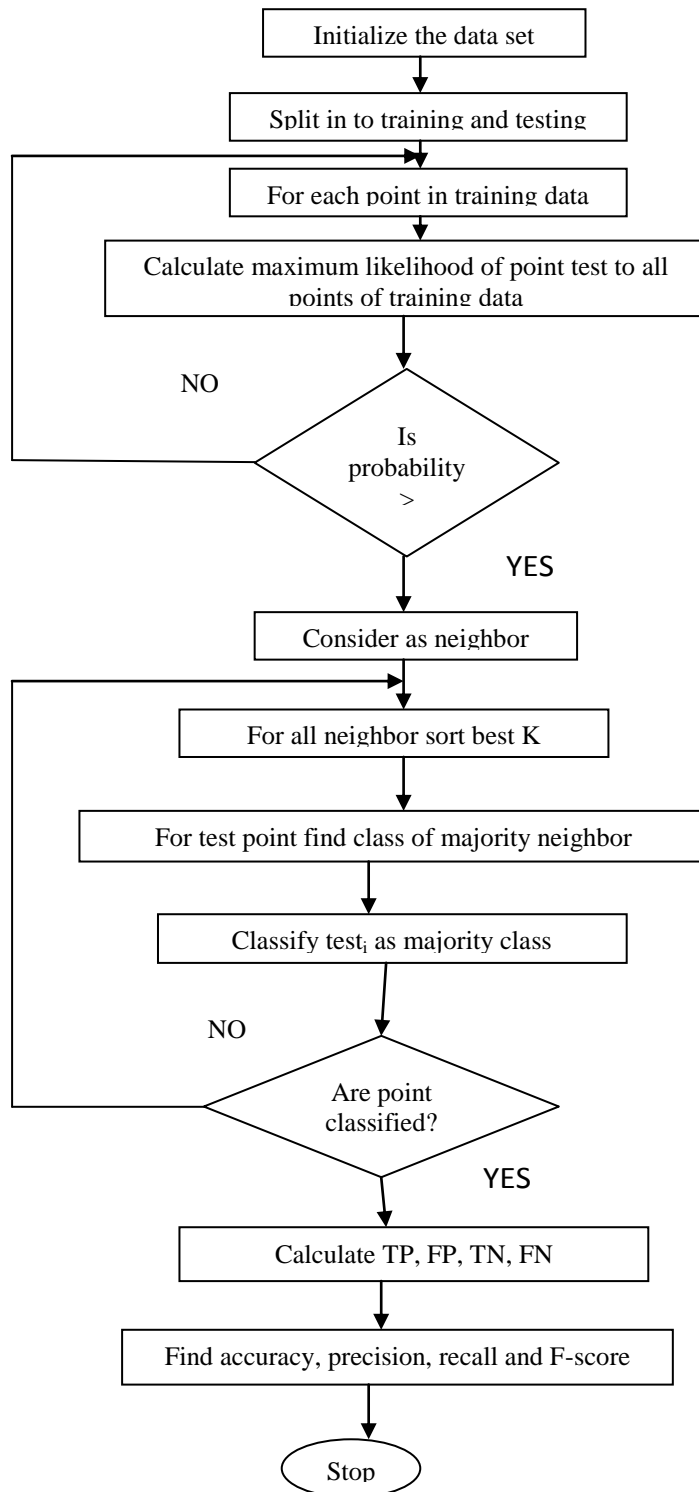 Initialize the data set
Split in to training and testing
For each point in training data
Calculate maximum likelihood of point test to all
points of training data
NO
Is
probability
>
YES
Consider as neighbor
For all neighbor sort best K
For test point find class of majority neighbor
Classify testᵢ as majority class
NO
Are point
classified?
YES
Calculate TP, FP, TN, FN
Find accuracy, precision, recall and F-score
Stop